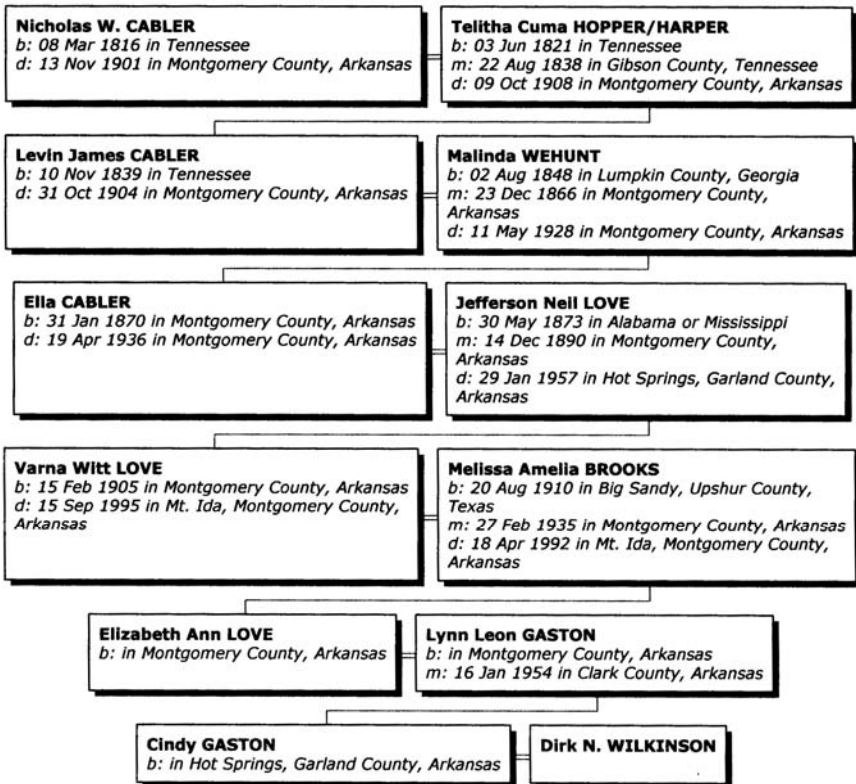 Nicholas W. CABLER
b: 08 Mar 1816 in Tennessee
d: 13 Nov 1901 in Montgomery County, Arkansas
Telitha Cuma HOPPER/HARPER
b: 03 Jun 1821 in Tennessee
m: 22 Aug 1838 in Gibson County, Tennessee
d: 09 Oct 1908 in Montgomery County, Arkansas
Levin James CABLER
b: 10 Nov 1839 in Tennessee
d: 31 Oct 1904 in Montgomery County, Arkansas
Malinda WEHUNT
b: 02 Aug 1848 in Lumpkin County, Georgia
m: 23 Dec 1866 in Montgomery County,
Arkansas
d: 11 May 1928 in Montgomery County, Arkansas
Ella CABLER
b: 31 Jan 1870 in Montgomery County, Arkansas
d: 19 Apr 1936 in Montgomery County, Arkansas
Jefferson Neil LOVE
b: 30 May 1873 in Alabama or Mississippi
m: 14 Dec 1890 in Montgomery County,
Arkansas
d: 29 Jan 1957 in Hot Springs, Garland County,
Arkansas
Varna Witt LOVE
b: 15 Feb 1905 in Montgomery County, Arkansas
d: 15 Sep 1995 in Mt. Ida, Montgomery County,
Arkansas
Melissa Amelia BROOKS
b: 20 Aug 1910 in Big Sandy, Upshur County,
Texas
m: 27 Feb 1935 in Montgomery County, Arkansas
d: 18 Apr 1992 in Mt. Ida, Montgomery County,
Arkansas
Elizabeth Ann LOVE
b: in Montgomery County, Arkansas
Lynn Leon GASTON
b: in Montgomery County, Arkansas
m: 16 Jan 1954 in Clark County, Arkansas
Cindy GASTON
b: in Hot Springs, Garland County, Arkansas
Dirk N. WILKINSON